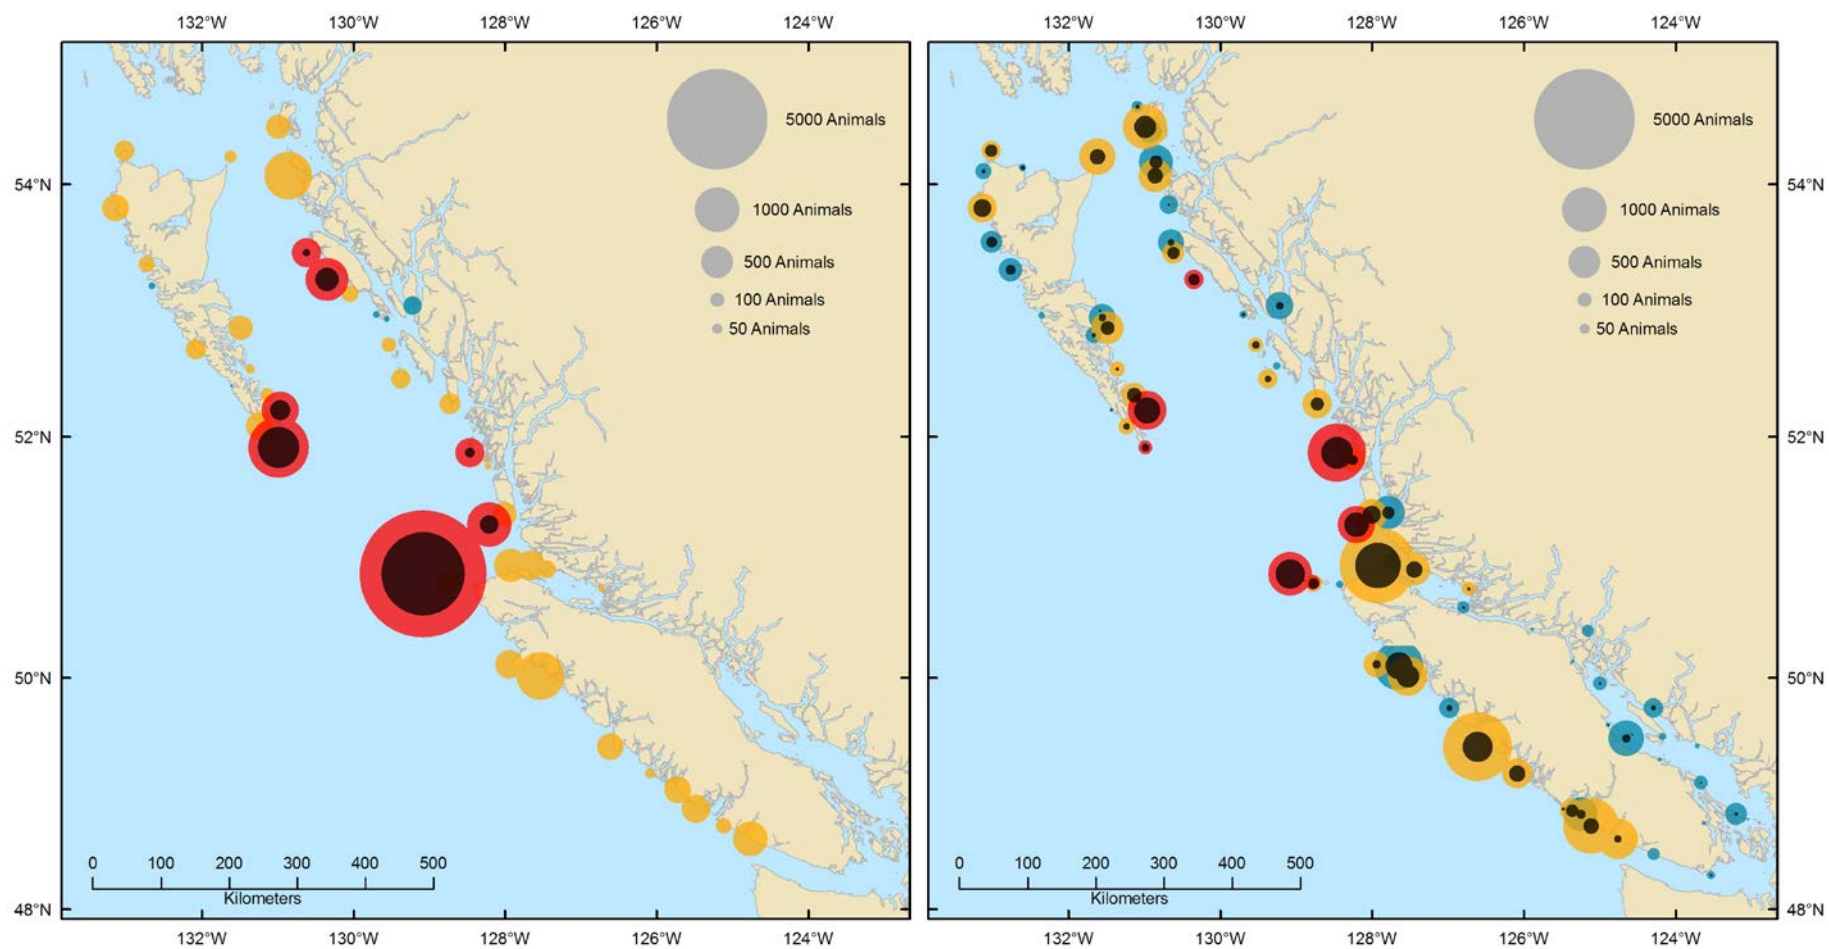 132°W 130°W 128°W 126°W 124°W 132°W 130°W 128°W 126°W 124°W
5000 Animals 5000 Animals
54°N 1000 Animals 1000 Animals 54°N
500 Animals 500 Animals
100 Animals 100 Animals
50 Animals 50 Animals
52°N 52°N
50°N 50°N
0 100 200 300 400 500 0 100 200 300 400 500
Kilometers Kilometers
48°N 48°N
132°W 130°W 128°W 126°W 124°W 132°W 130°W 128°W 126°W 124°W